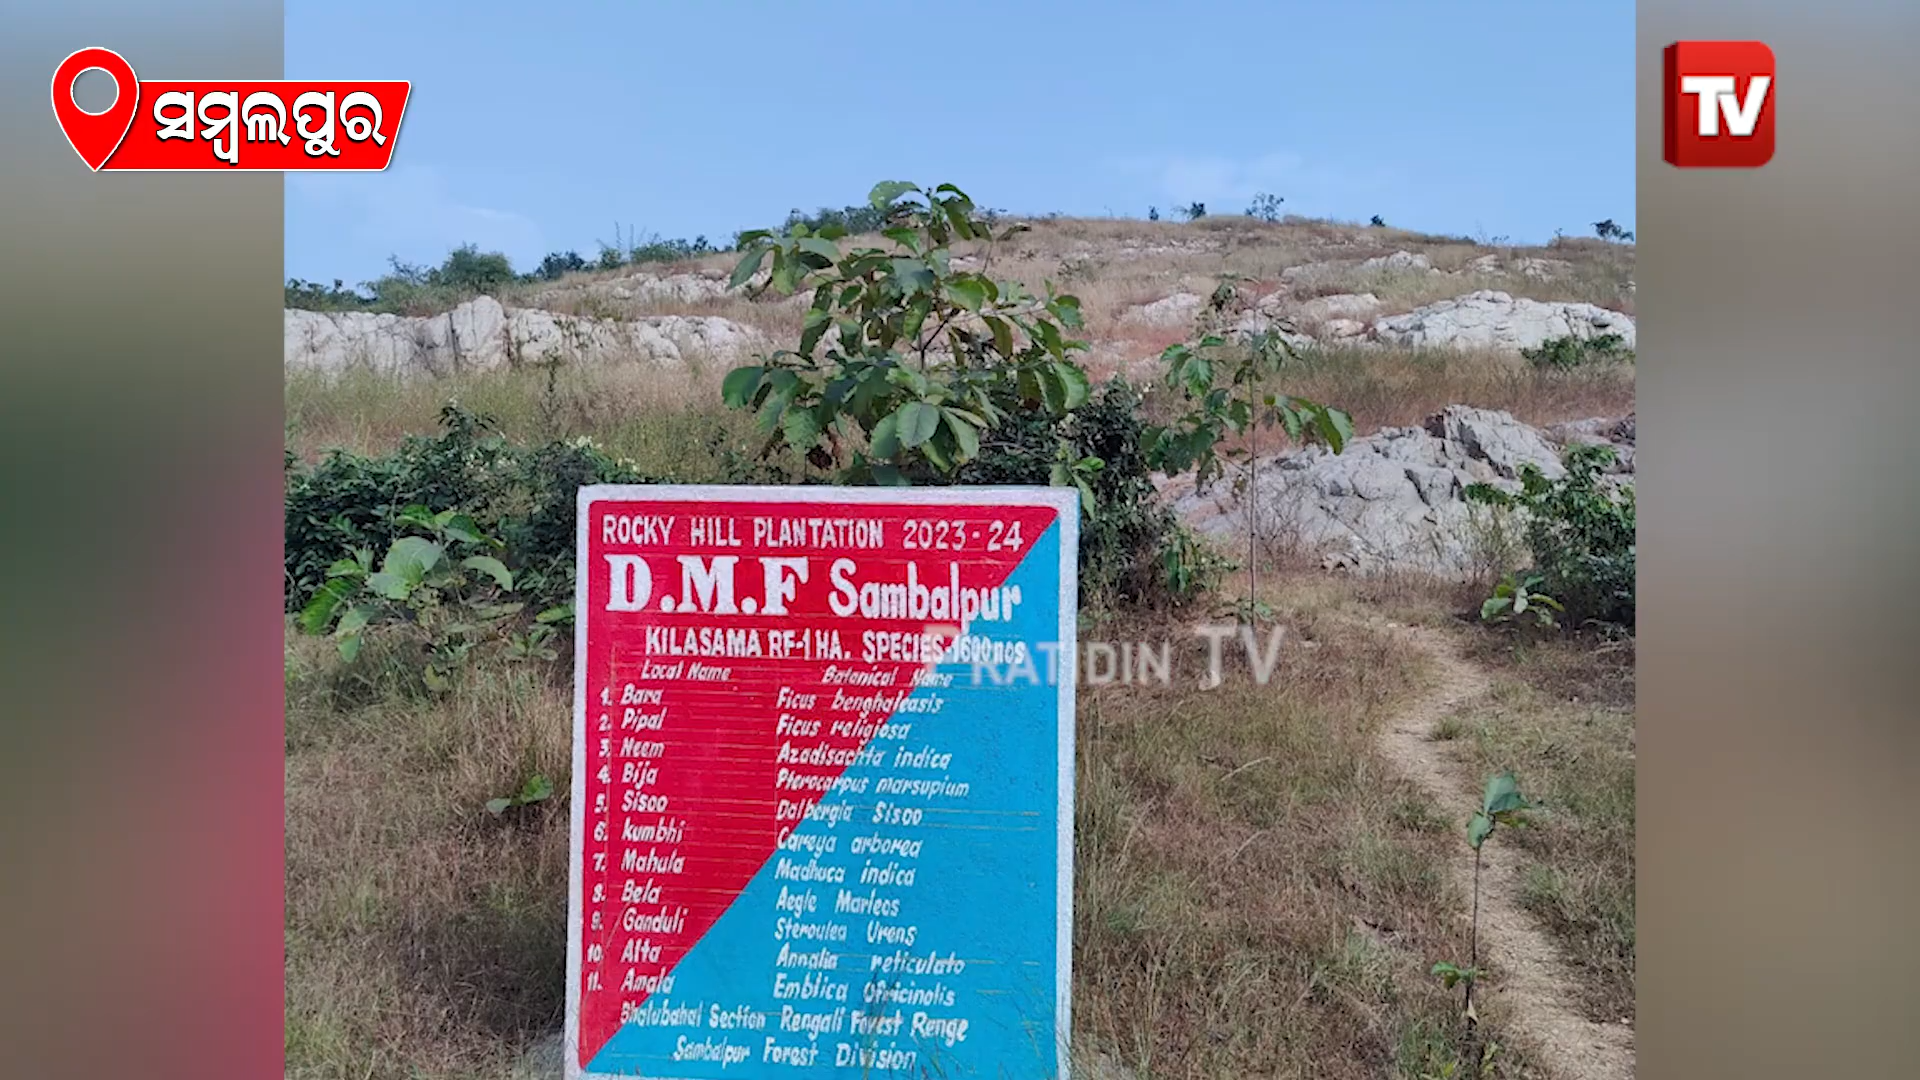 ସମ୍ବଲପୁର
TV
ROCKY HILL PLANTATION 2023-24
D.M.F Sambalpur
KILASAMA RF-1 HA. SPECIES-1600 nos
PRATIDIN TV
Local Name Botanical Name
1. Bara Ficus benghaleasis
2. Pipal Ficus religiosa
3. Neem Azadisachta indica
4. Bija Pterocarpus marsupium
5. Sisoo Dalbergia Sisoo
6. Kumbhi Careya arborea
7. Mahula Madhuca indica
8. Bela Aegle Marleos
9. Ganduli Steroulea Urens
10 Alta Annalia reticulato
11. Amala Emblica Ofricinolis
Bhalubahal Section Rengali Forest Renge
Sambalpur Forest Division